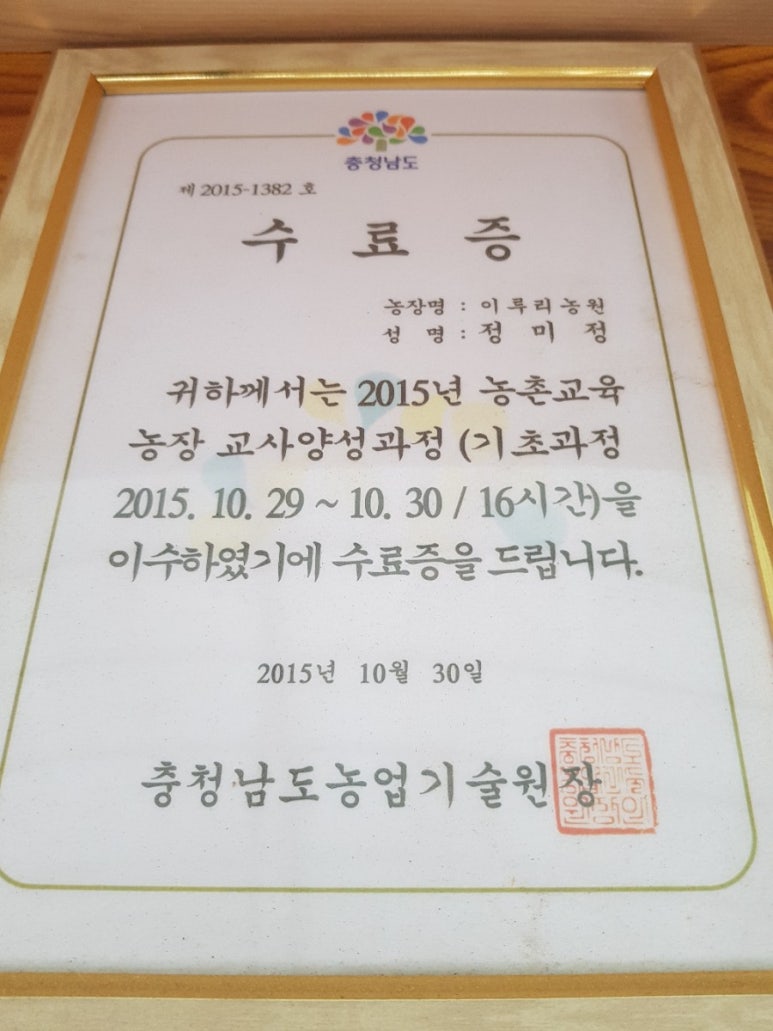 충청남도
제 2015-1382 호
수 료 증
농장명 : 이루리농원
성 명 : 정 미 정
귀하께서는 2015년 농촌교육
농장 교사양성과정 (기초과정
2015. 10. 29 ~ 10. 30 / 16시간)을
이수하였기에 수료증을 드립니다.
2015년 10월 30일
충청남도농업기술원장